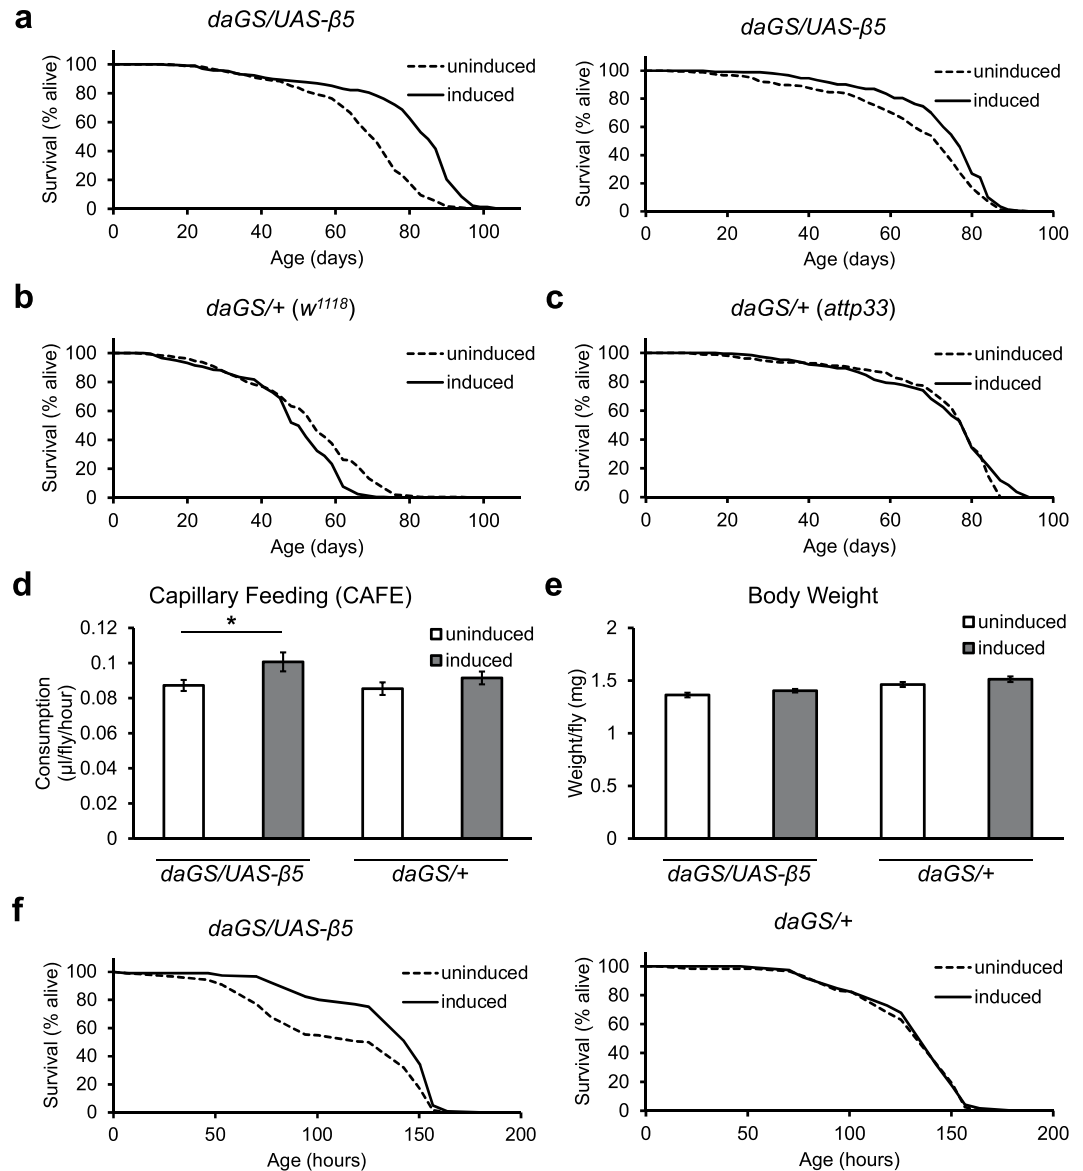 a
daGS/UAS-β5
Survival (% alive)
100
80
60
40
20
0
0 20 40 60 80 100
Age (days)
uninduced
induced
daGS/UAS-β5
Survival (% alive)
100
80
60
40
20
0
0 20 40 60 80 100
Age (days)
uninduced
induced
b
daGS/+ (w1118)
Survival (% alive)
100
80
60
40
20
0
0 20 40 60 80 100
Age (days)
uninduced
induced
c
daGS/+ (attp33)
Survival (% alive)
100
80
60
40
20
0
0 20 40 60 80 100
Age (days)
uninduced
induced
d
Capillary Feeding (CAFE)
Consumption
(µl/fly/hour)
0.12
0.1
0.08
0.06
0.04
0.02
0
*
uninduced
induced
daGS/UAS-β5 daGS/+
e
Body Weight
Weight/fly (mg)
2
1.5
1
0.5
0
uninduced
induced
daGS/UAS-β5 daGS/+
f
daGS/UAS-β5
Survival (% alive)
100
80
60
40
20
0
0 50 100 150 200
Age (hours)
uninduced
induced
daGS/+
Survival (% alive)
100
80
60
40
20
0
0 50 100 150 200
Age (hours)
uninduced
induced